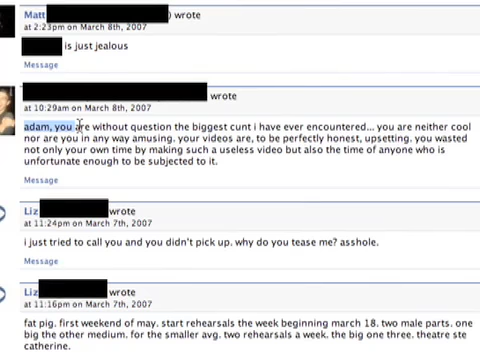 Matt ) wrote
at 2:23pm on March 8th, 2007
is just jealous
Message
wrote
at 10:29am on March 8th, 2007
adam, you are without question the biggest cunt i have ever encountered... you are neither cool
nor are you in any way amusing. your videos are, to be perfectly honest, upsetting. you wasted
not only your own time by making such a useless video but also the time of anyone who is
unfortunate enough to be subjected to it.
Message
Liz wrote
at 11:24pm on March 7th, 2007
i just tried to call you and you didn't pick up. why do you tease me? asshole.
Message
Liz wrote
at 11:16pm on March 7th, 2007
fat pig. first weekend of may. start rehearsals the week beginning march 18. two male parts. one
big the other medium. for the smaller avg. two rehearsals a week. the big one three. theatre ste
catherine.